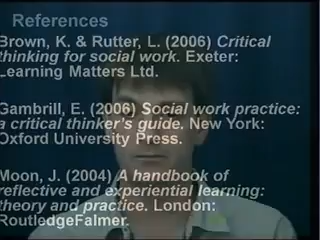 References
Brown, K. & Rutter, L. (2006) Critical
thinking for social work. Exeter:
Learning Matters Ltd.
Gambrill, E. (2006) Social work practice:
a critical thinker's guide. New York:
Oxford University Press.
Moon, J. (2004) A handbook of
reflective and experiential learning:
theory and practice. London:
RoutledgeFalmer.